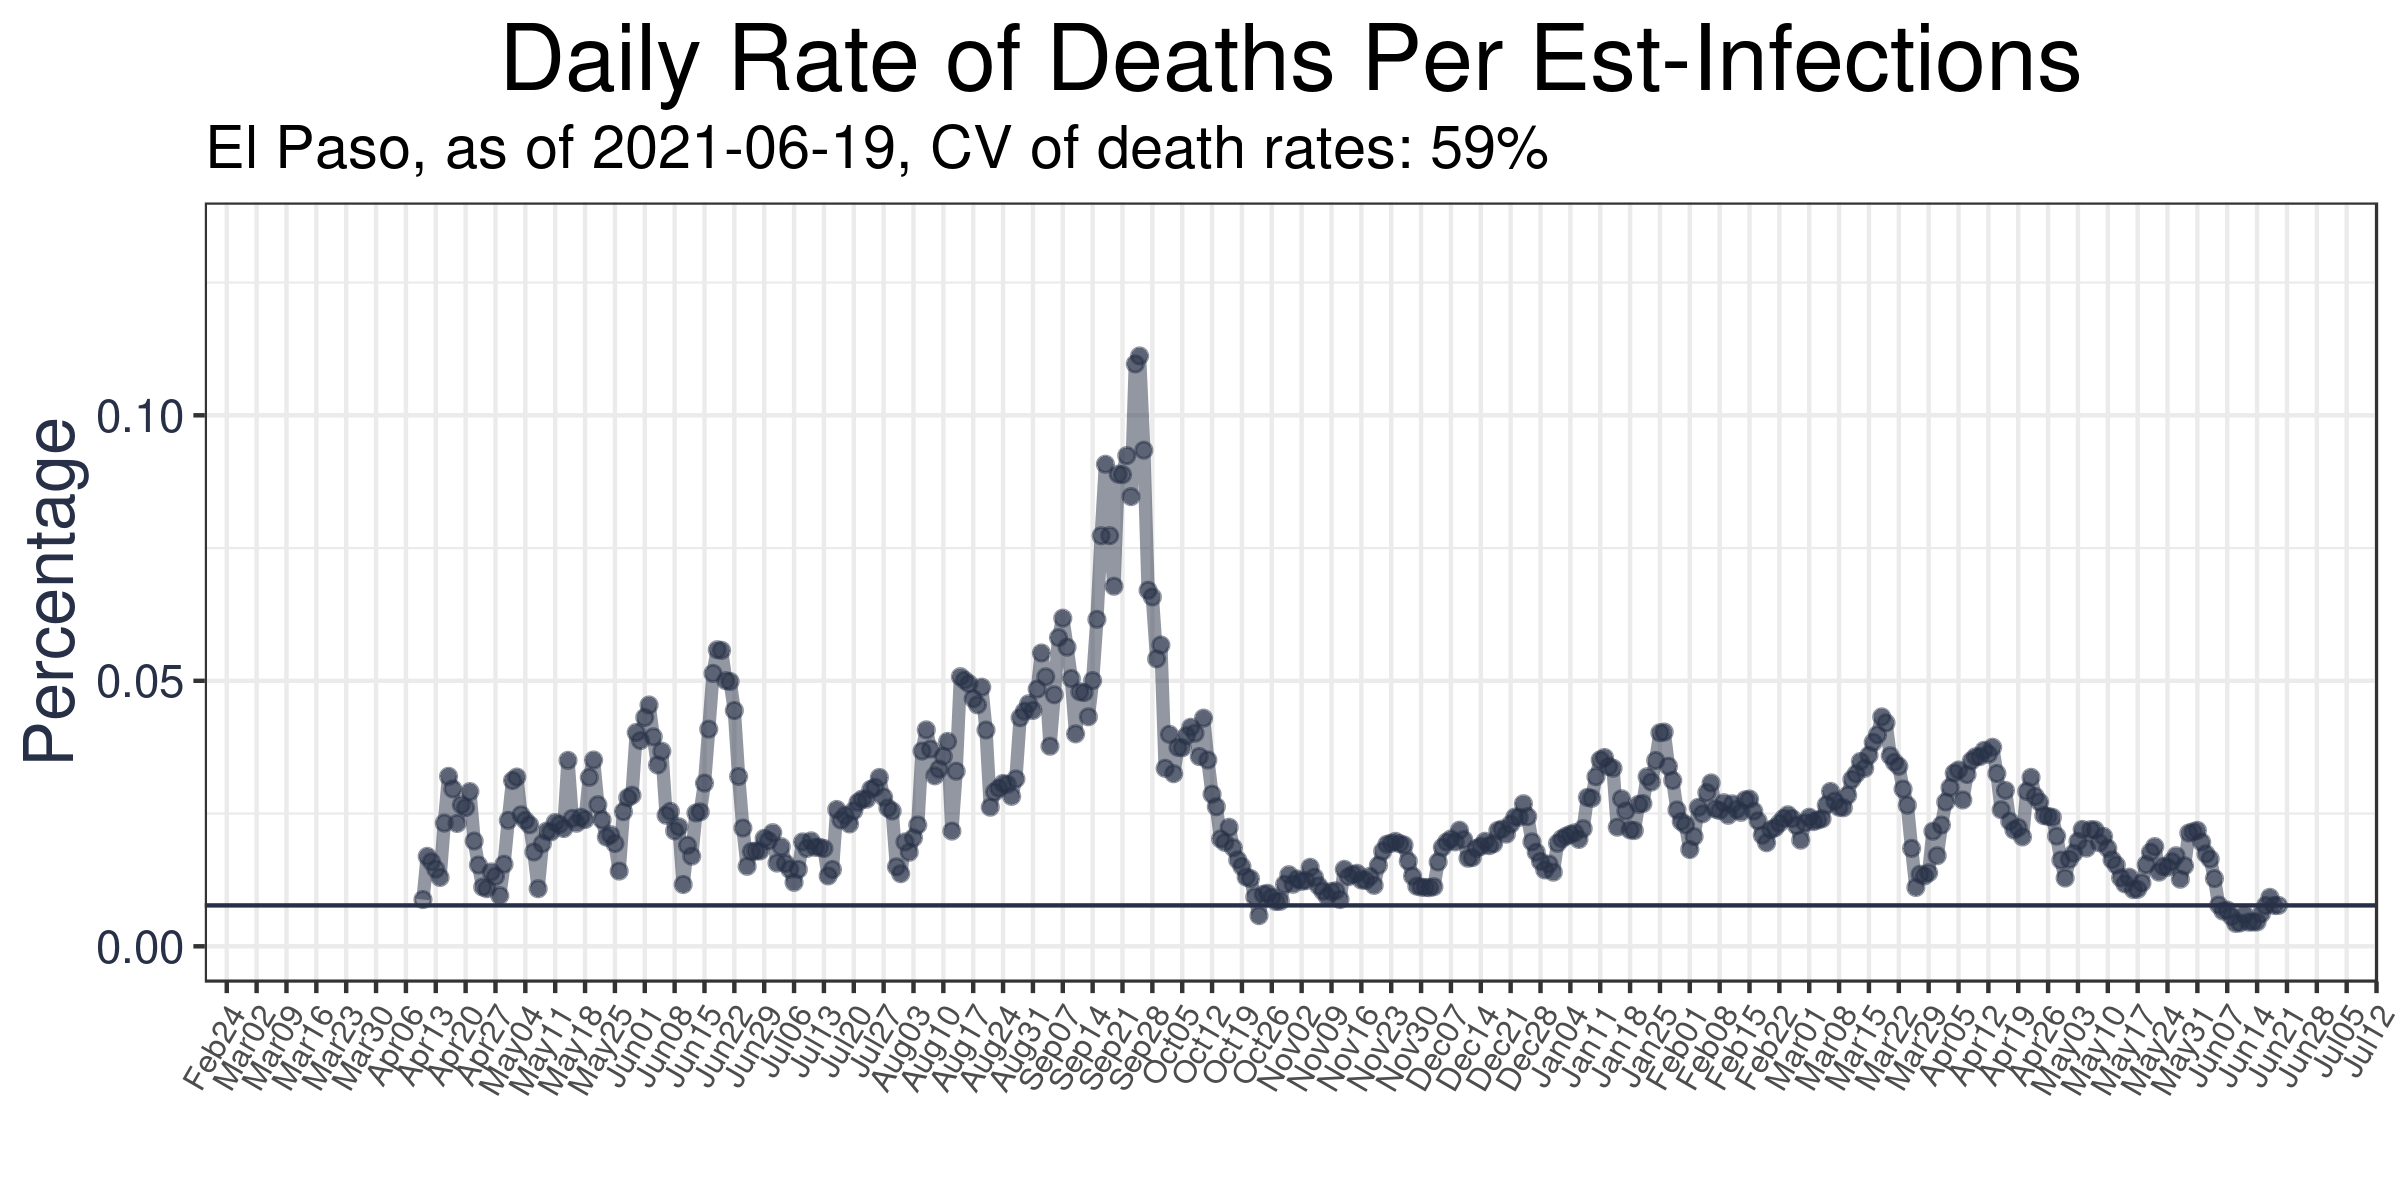 Daily Rate of Deaths Per Est-Infections
El Paso, as of 2021-06-19, CV of death rates: 59%
Percentage
0.10
0.05
0.00
Feb24
Mar02
Mar09
Mar16
Mar23
Mar30
Apr06
Apr13
Apr20
Apr27
May04
May11
May18
May25
Jun01
Jun08
Jun15
Jun22
Jun29
Jul06
Jul13
Jul20
Jul27
Aug03
Aug10
Aug17
Aug24
Aug31
Sep07
Sep14
Sep21
Sep28
Oct05
Oct12
Oct19
Oct26
Nov02
Nov09
Nov16
Nov23
Nov30
Dec07
Dec14
Dec21
Dec28
Jan04
Jan11
Jan18
Jan25
Feb01
Feb08
Feb15
Feb22
Mar01
Mar08
Mar15
Mar22
Mar29
Apr05
Apr12
Apr19
Apr26
May03
May10
May17
May24
May31
Jun07
Jun14
Jun21
Jun28
Jul05
Jul12